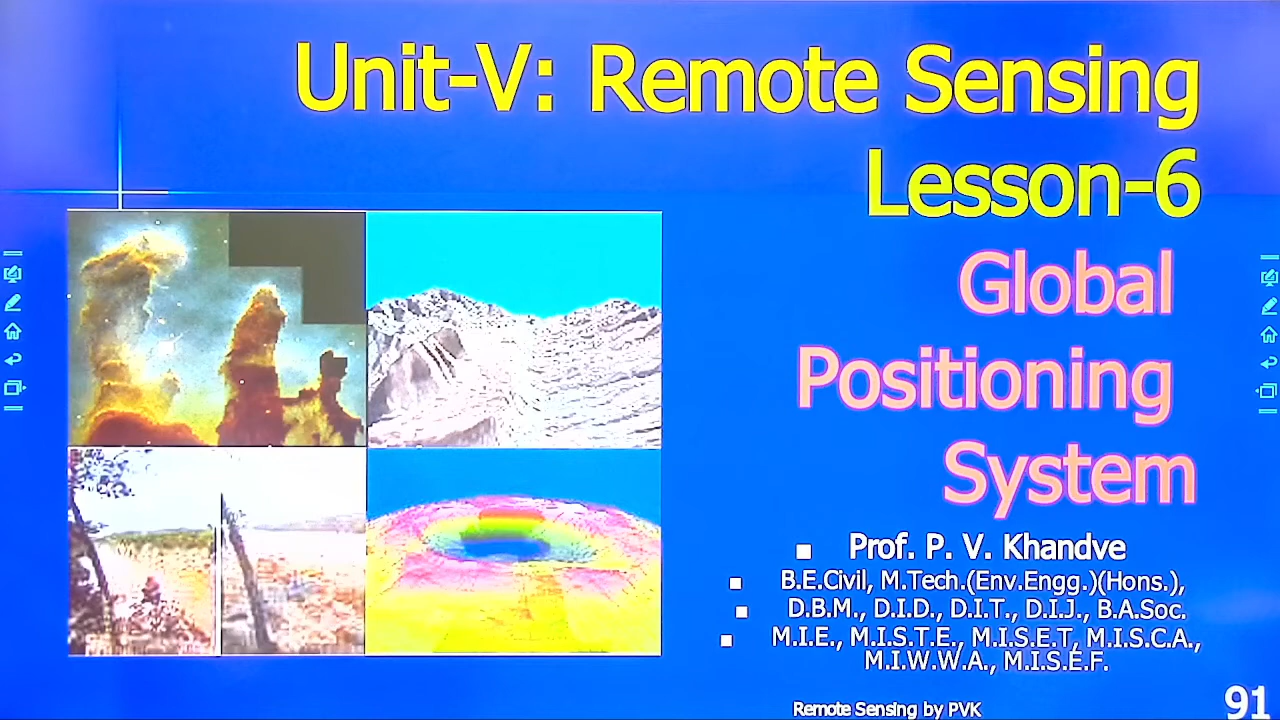 Unit-V: Remote Sensing
Lesson-6
Global
Positioning
System
Prof. P. V. Khandve
B.E.Civil, M.Tech.(Env.Engg.)(Hons.),
D.B.M., D.I.D., D.I.T., D.I.J., B.A.Soc.
M.I.E., M.I.S.T.E., M.I.S.E.T, M.I.S.C.A.,
M.I.W.W.A., M.I.S.E.F.
Remote Sensing by PVK
91